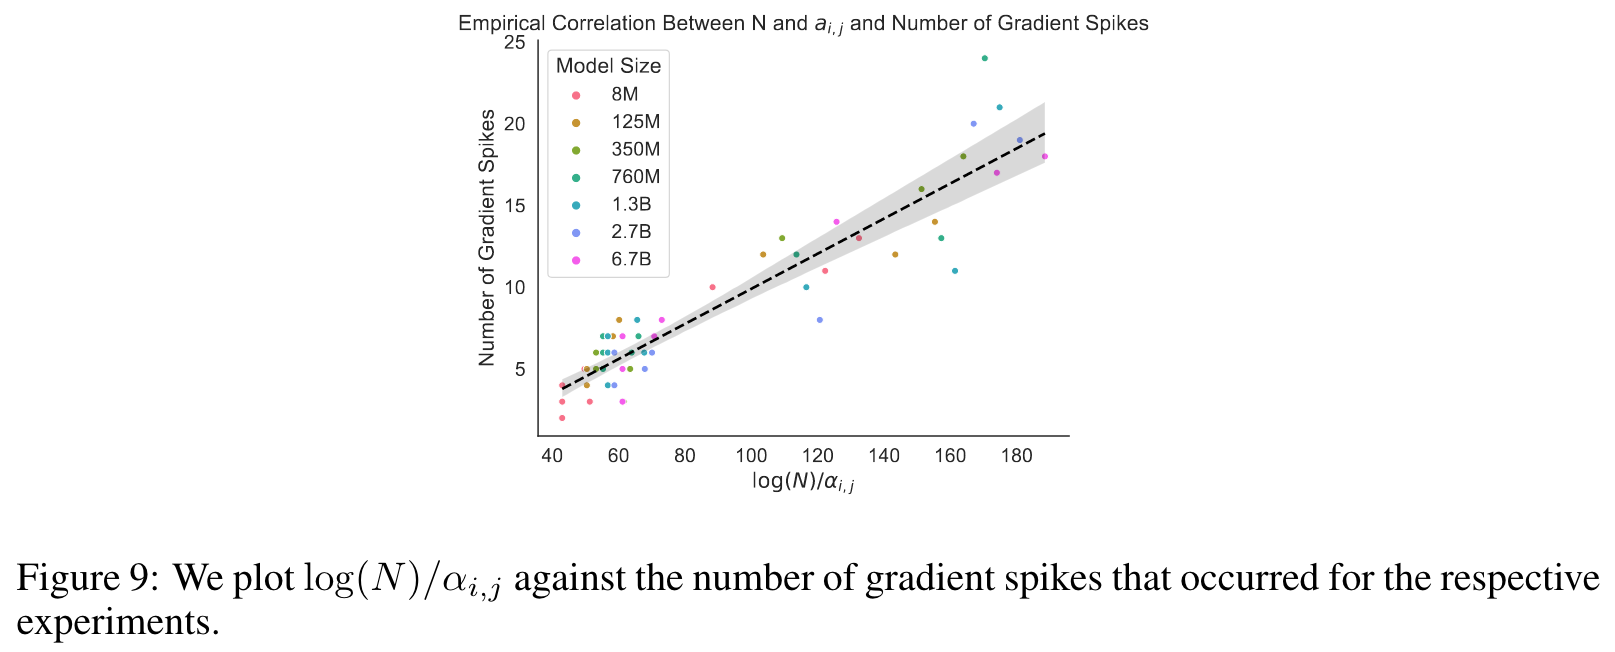 Empirical Correlation Between N and a_{i,j} and Number of Gradient Spikes
25
20
15
10
5
Number of Gradient Spikes
Model Size
8M
125M
350M
760M
1.3B
2.7B
6.7B
40 60 80 100 120 140 160 180
log(N)/α_{i,j}
Figure 9: We plot log(N)/α_{i,j} against the number of gradient spikes that occurred for the respective
experiments.